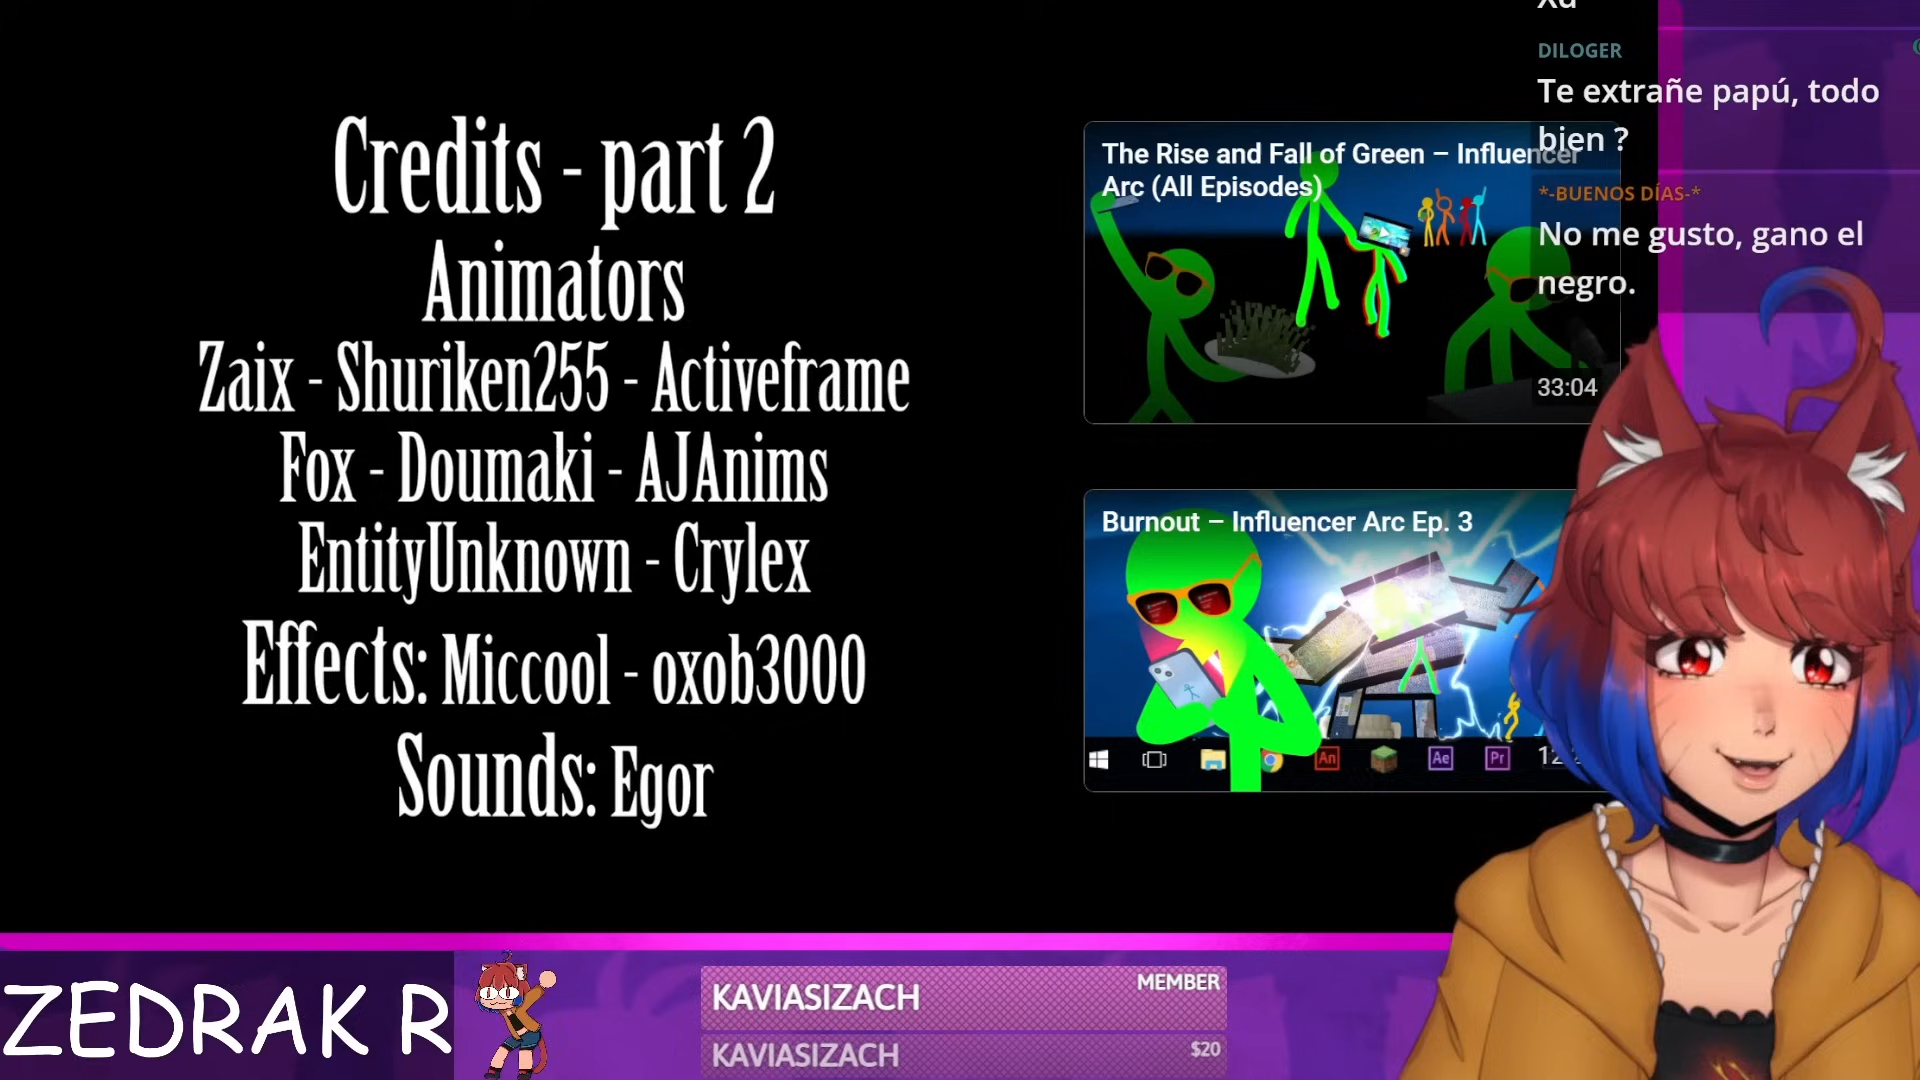 Credits - part 2
Animators
Zaix - Shuriken255 - Activeframe
Fox - Doumaki - AJAnims
EntityUnknown - Crylex
Effects: Miccool - oxob3000
Sounds: Egor
The Rise and Fall of Green – Influencer
Arc (All Episodes)
33:04
Burnout – Influencer Arc Ep. 3
An
Ae
Pr
DILOGER
Te extrañe papú, todo
bien ?
*-BUENOS DÍAS-*
No me gusto, gano el
negro.
ZEDRAK R
KAVIASIZACH
MEMBER
KAVIASIZACH
$20